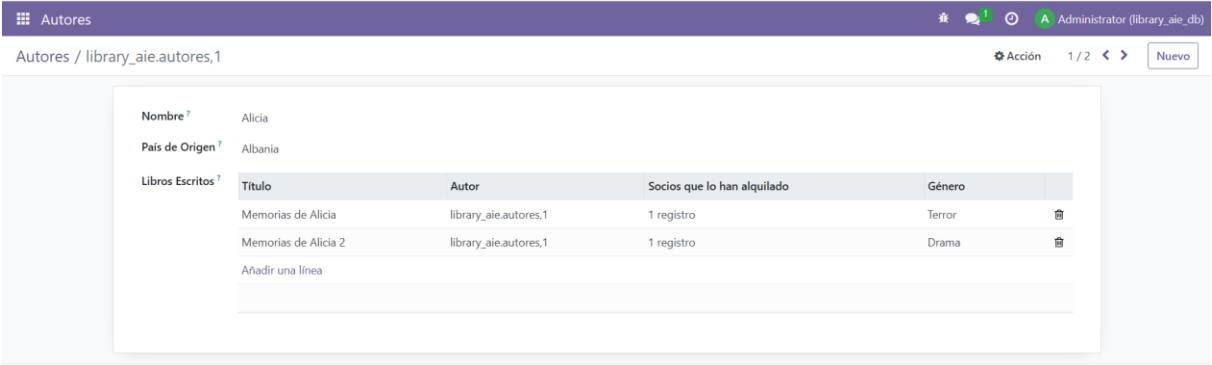 Autores 1 A Administrator (library_aie_db)
Autores / library_aie.autores,1 Acción 1 / 2 Nuevo
Nombre ? Alicia
País de Origen ? Albania
Libros Escritos ? Título Autor Socios que lo han alquilado Género
Memorias de Alicia library_aie.autores,1 1 registro Terror
Memorias de Alicia 2 library_aie.autores,1 1 registro Drama
Añadir una línea